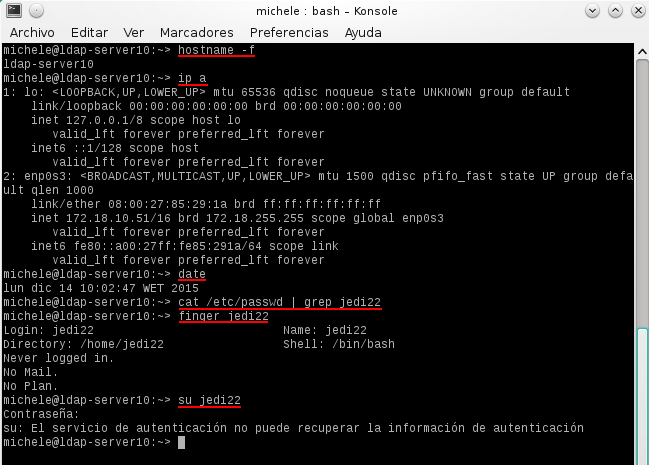 michele : bash – Konsole
Archivo Editar Ver Marcadores Preferencias Ayuda
michele@ldap-server10:~> hostname -f
ldap-server10
michele@ldap-server10:~> ip a
1: lo: <LOOPBACK,UP,LOWER_UP> mtu 65536 qdisc noqueue state UNKNOWN group default
    link/loopback 00:00:00:00:00:00 brd 00:00:00:00:00:00
    inet 127.0.0.1/8 scope host lo
       valid_lft forever preferred_lft forever
    inet6 ::1/128 scope host
       valid_lft forever preferred_lft forever
2: enp0s3: <BROADCAST,MULTICAST,UP,LOWER_UP> mtu 1500 qdisc pfifo_fast state UP group defa
ult qlen 1000
    link/ether 08:00:27:85:29:1a brd ff:ff:ff:ff:ff:ff
    inet 172.18.10.51/16 brd 172.18.255.255 scope global enp0s3
       valid_lft forever preferred_lft forever
    inet6 fe80::a00:27ff:fe85:291a/64 scope link
       valid_lft forever preferred_lft forever
michele@ldap-server10:~> date
lun dic 14 10:02:47 WET 2015
michele@ldap-server10:~> cat /etc/passwd | grep jedi22
michele@ldap-server10:~> finger jedi22
Login: jedi22                           Name: jedi22
Directory: /home/jedi22                 Shell: /bin/bash
Never logged in.
No Mail.
No Plan.
michele@ldap-server10:~> su jedi22
Contraseña:
su: El servicio de autenticación no puede recuperar la información de autenticación
michele@ldap-server10:~>